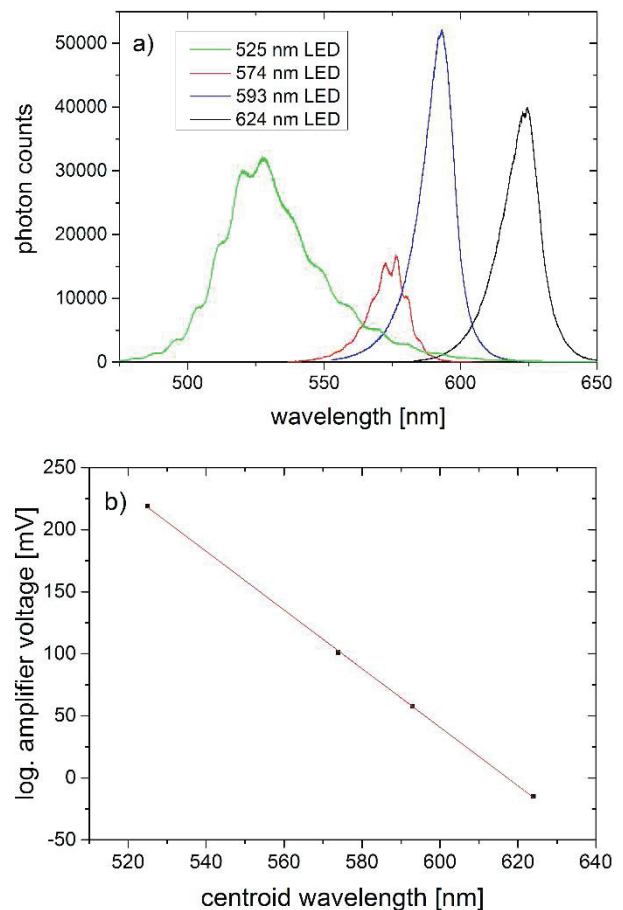 a)
525 nm LED
574 nm LED
593 nm LED
624 nm LED
50000
40000
30000
20000
10000
0
photon counts
500 550 600 650
wavelength [nm]
b)
250
200
150
100
50
0
-50
log. amplifier voltage [mV]
520 540 560 580 600 620 640
centroid wavelength [nm]